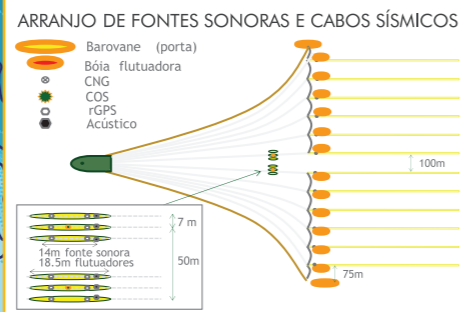 ARRANJO DE FONTES SONORAS E CABOS SÍSMICOS
Barovane (porta)
Bóia flutuadora
CNG
COS
rGPS
Acústico
100m
7 m
14m fonte sonora
18.5m flutuadores
50m
75m